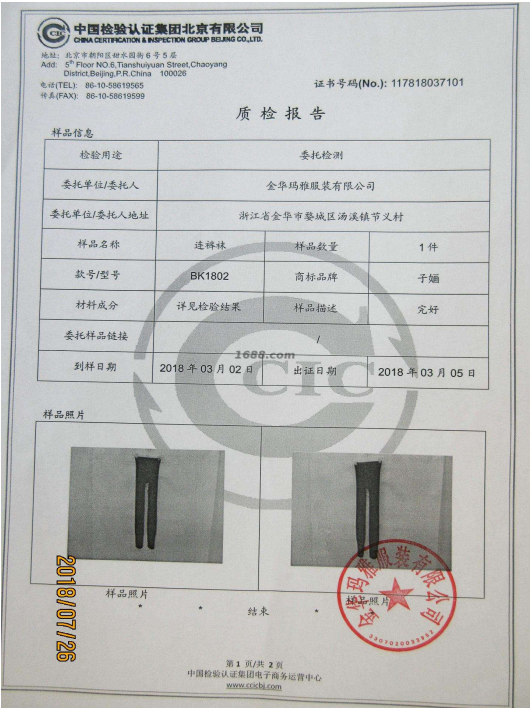 中国检验认证集团北京有限公司
CHINA CERTIFICATION & INSPECTION GROUP BEIJING CO.,LTD.
地址：北京市朝阳区甜水园街6号5层
Add: 5th Floor NO.6,Tianshuiyuan Street,Chaoyang
District,Beijing,P.R.China 100026
电话(TEL): 86-10-58619565
传真(FAX): 86-10-58619599
证书号码(No.): 117818037101
质检报告
样品信息
检验用途 委托检测
委托单位/委托人 金华玛雅服装有限公司
委托单位/委托人地址 浙江省金华市婺城区汤溪镇节义村
样品名称 连裤袜 样品数量 1件
款号/型号 BK1802 商标品牌 子嫱
材料成分 详见检验结果 样品描述 完好
委托样品链接 /
1688.com
到样日期 2018年03月02日 出证日期 2018年03月05日
CCIC
样品照片
样品照片 样品照片
* * 结束 *
金华玛雅服装有限公司
2018/07/26
第1页/共2页
中国检验认证集团电子商务运营中心
www.ccicbj.com